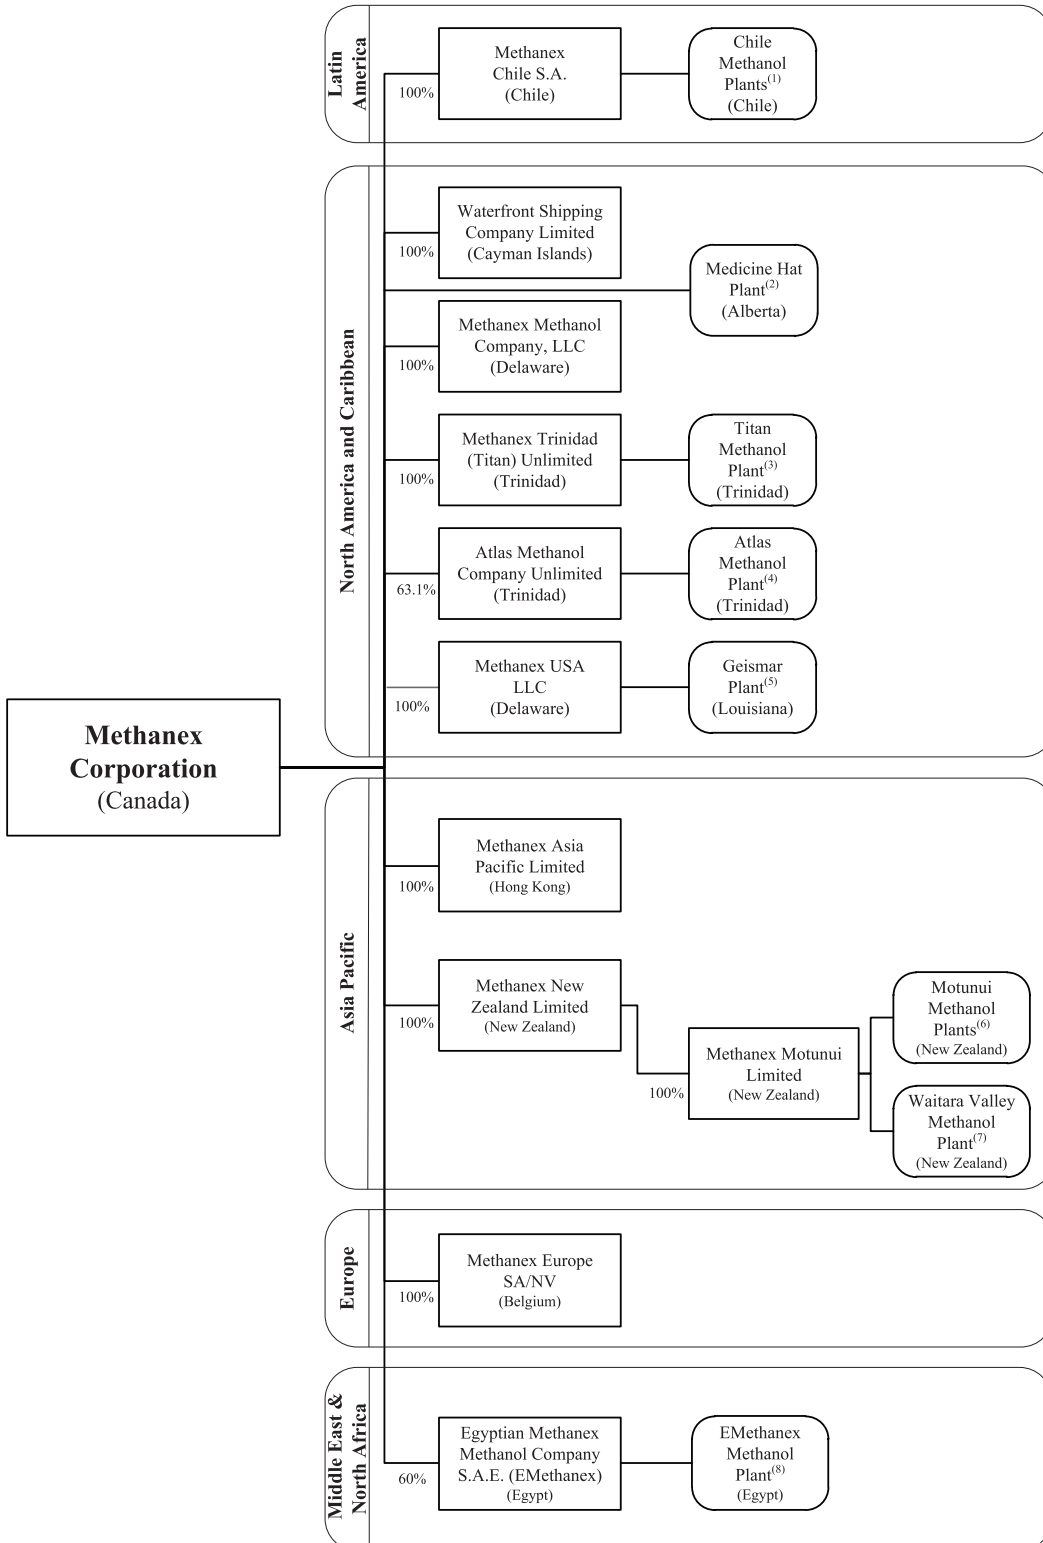 Latin
America
100%
Methanex
Chile S.A.
(Chile)
Chile
Methanol
Plants(1)
(Chile)
North America and Caribbean
100%
Waterfront Shipping
Company Limited
(Cayman Islands)
Medicine Hat
Plant(2)
(Alberta)
100%
Methanex Methanol
Company, LLC
(Delaware)
100%
Methanex Trinidad
(Titan) Unlimited
(Trinidad)
Titan
Methanol
Plant(3)
(Trinidad)
63.1%
Atlas Methanol
Company Unlimited
(Trinidad)
Atlas
Methanol
Plant(4)
(Trinidad)
100%
Methanex USA
LLC
(Delaware)
Geismar
Plant(5)
(Louisiana)
Methanex
Corporation
(Canada)
Asia Pacific
100%
Methanex Asia
Pacific Limited
(Hong Kong)
100%
Methanex New
Zealand Limited
(New Zealand)
100%
Methanex Motunui
Limited
(New Zealand)
Motunui
Methanol
Plants(6)
(New Zealand)
Waitara Valley
Methanol
Plant(7)
(New Zealand)
Europe
100%
Methanex Europe
SA/NV
(Belgium)
Middle East &
North Africa
60%
Egyptian Methanex
Methanol Company
S.A.E. (EMethanex)
(Egypt)
EMethanex
Methanol
Plant(8)
(Egypt)